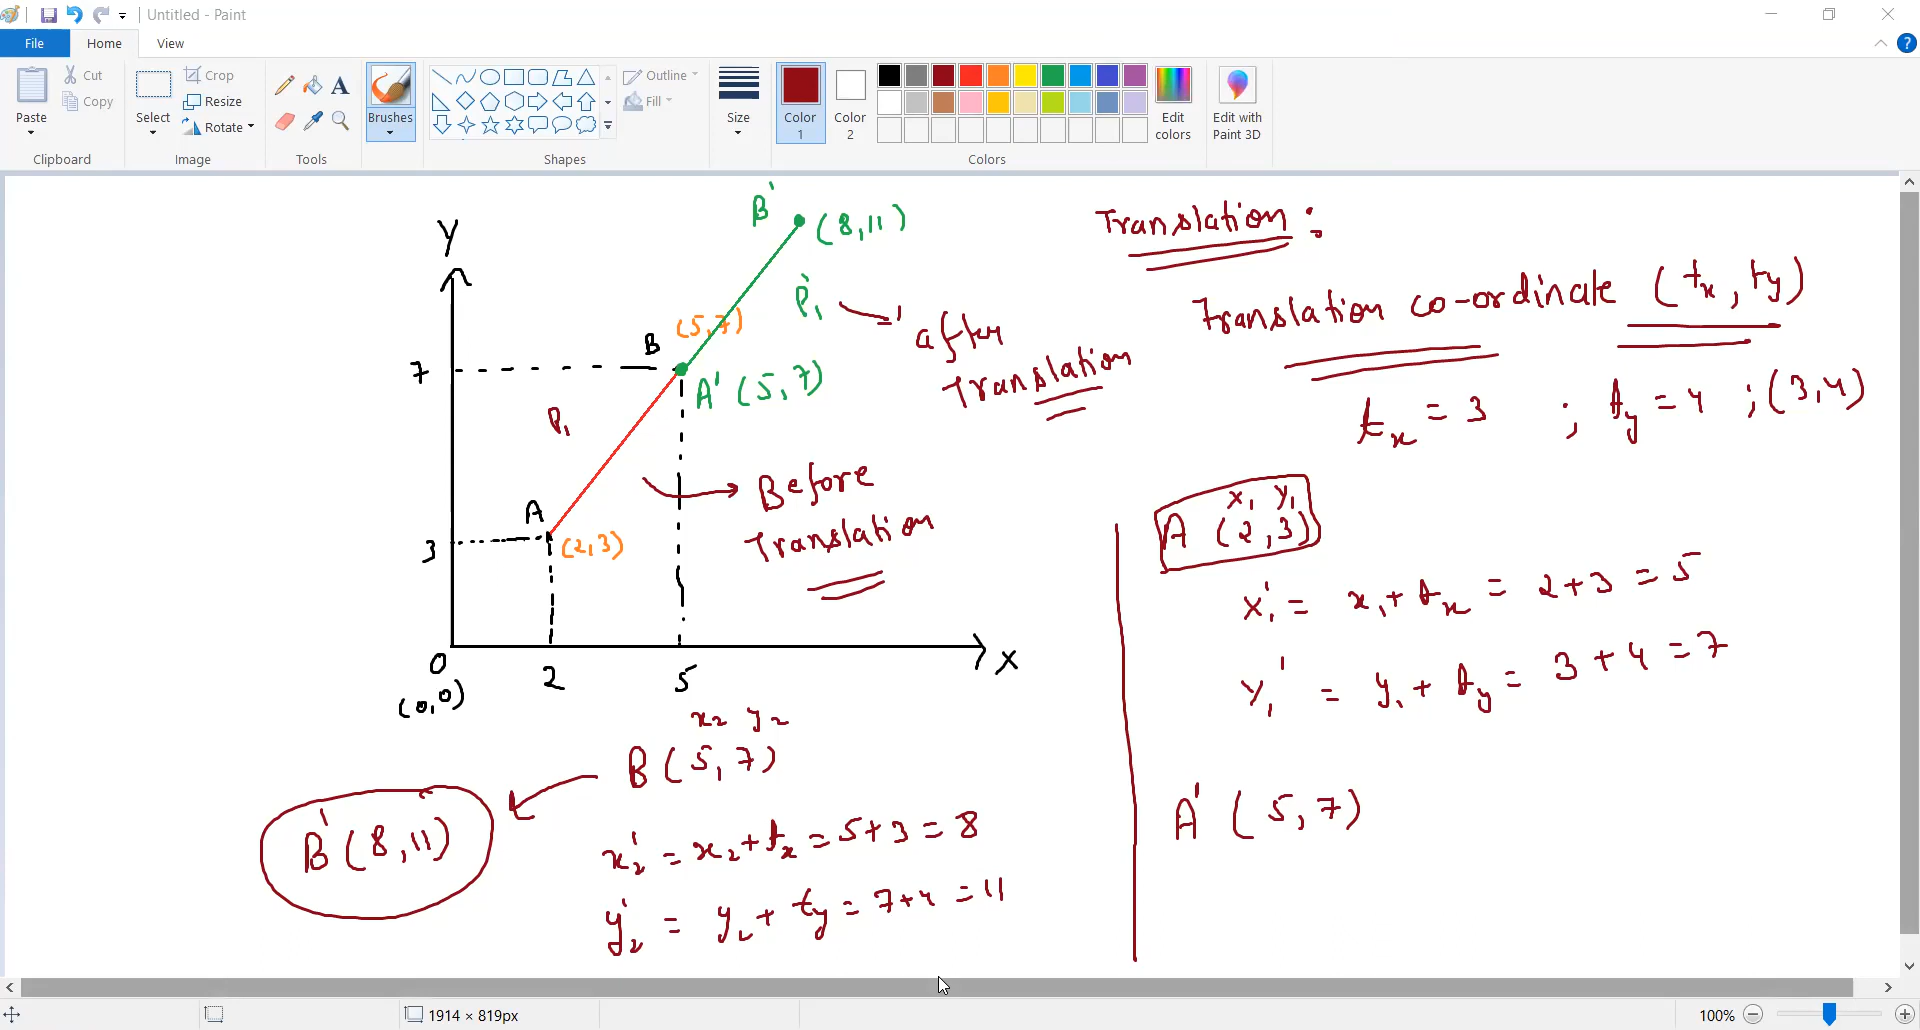 Untitled - Paint
File Home View
Paste
Cut
Copy
Clipboard
Select
Crop
Resize
Rotate
Image
Tools
Brushes
Shapes
Outline
Fill
Size
Color 1
Color 2
Edit colors
Colors
Edit with Paint 3D
Y
B' (8,11)
P₁'
after
Translation
B (5,7)
7
A' (5,7)
P₁
Before
Translation
A
3
(2,3)
O
(0,0)
2
5
X
x₂ y₂
B (5,7)
B' (8,11)
x₂' = x₂ + tx = 5+3 = 8
y₂' = y₂ + ty = 7+4 = 11
Translation :
Translation co-ordinate (tx, ty)
tx = 3 ; ty = 4 ; (3,4)
x₁ y₁
A (2,3)
x₁' = x₁ + tx = 2+3 = 5
y₁' = y₁ + ty = 3+4 = 7
A' (5,7)
1914 × 819px
100%